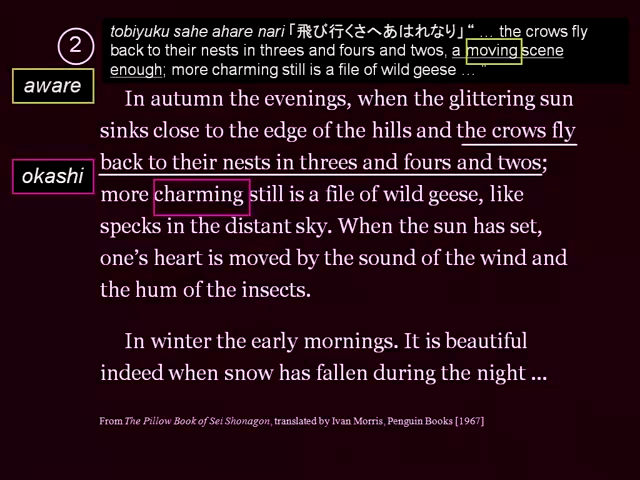 2
tobiyuku sahe ahare nari「飛び行くさへあはれなり」“ … the crows fly
back to their nests in threes and fours and twos, a moving scene
enough; more charming still is a file of wild geese … ”
aware
In autumn the evenings, when the glittering sun
sinks close to the edge of the hills and the crows fly
back to their nests in threes and fours and twos;
okashi
more charming still is a file of wild geese, like
specks in the distant sky. When the sun has set,
one’s heart is moved by the sound of the wind and
the hum of the insects.
In winter the early mornings. It is beautiful
indeed when snow has fallen during the night ...
From The Pillow Book of Sei Shonagon, translated by Ivan Morris, Penguin Books [1967]